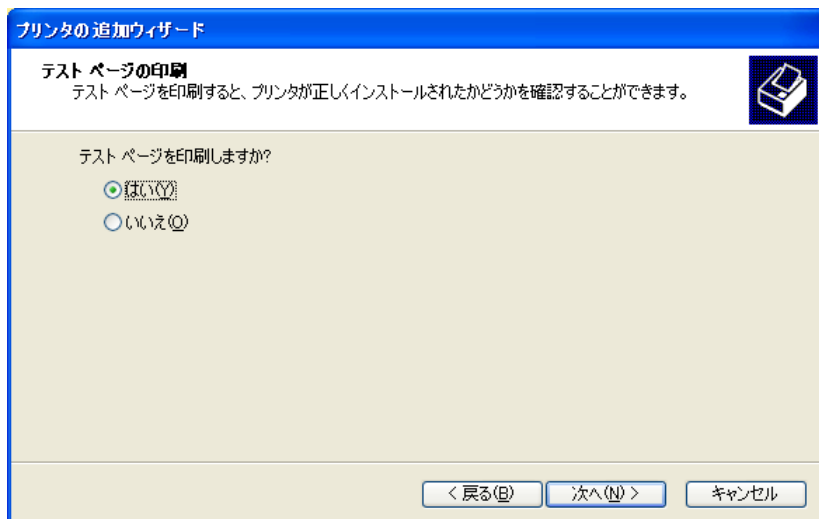 プリンタの追加ウィザード
テスト ページの印刷
テスト ページを印刷すると、プリンタが正しくインストールされたかどうかを確認することができます。
テスト ページを印刷しますか?
はい(Y)
いいえ(O)
< 戻る(B) 次へ(N) > キャンセル